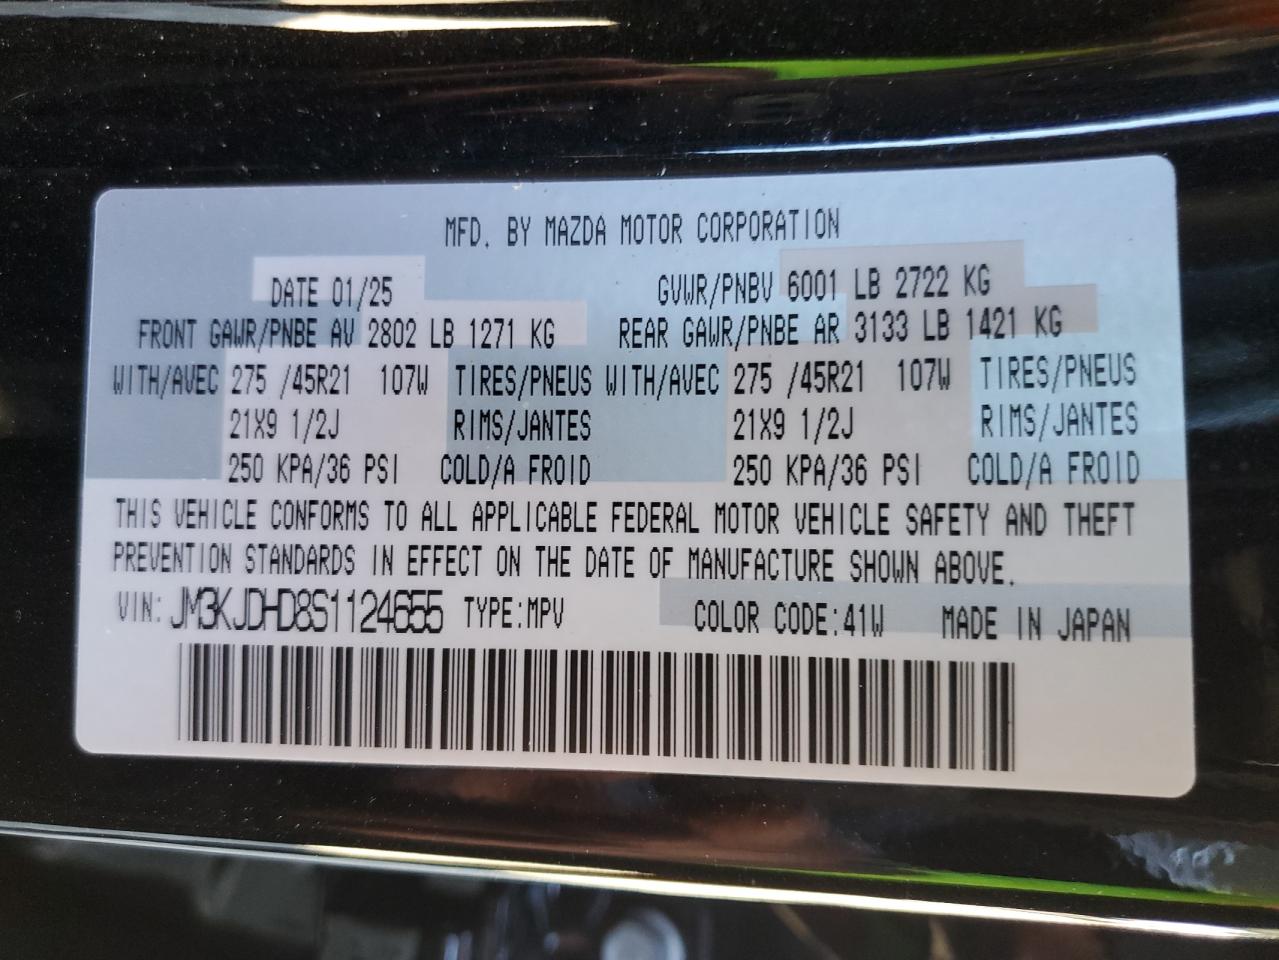 MFD. BY MAZDA MOTOR CORPORATION
DATE 01/25 GVWR/PNBV 6001 LB 2722 KG
FRONT GAWR/PNBE AV 2802 LB 1271 KG REAR GAWR/PNBE AR 3133 LB 1421 KG
WITH/AVEC 275 /45R21 107W TIRES/PNEUS WITH/AVEC 275 /45R21 107W TIRES/PNEUS
21X9 1/2J RIMS/JANTES 21X9 1/2J RIMS/JANTES
250 KPA/36 PSI COLD/A FROID 250 KPA/36 PSI COLD/A FROID
THIS VEHICLE CONFORMS TO ALL APPLICABLE FEDERAL MOTOR VEHICLE SAFETY AND THEFT
PREVENTION STANDARDS IN EFFECT ON THE DATE OF MANUFACTURE SHOWN ABOVE.
VIN: JM3KJDHD8S1124655 TYPE:MPV COLOR CODE:41W MADE IN JAPAN